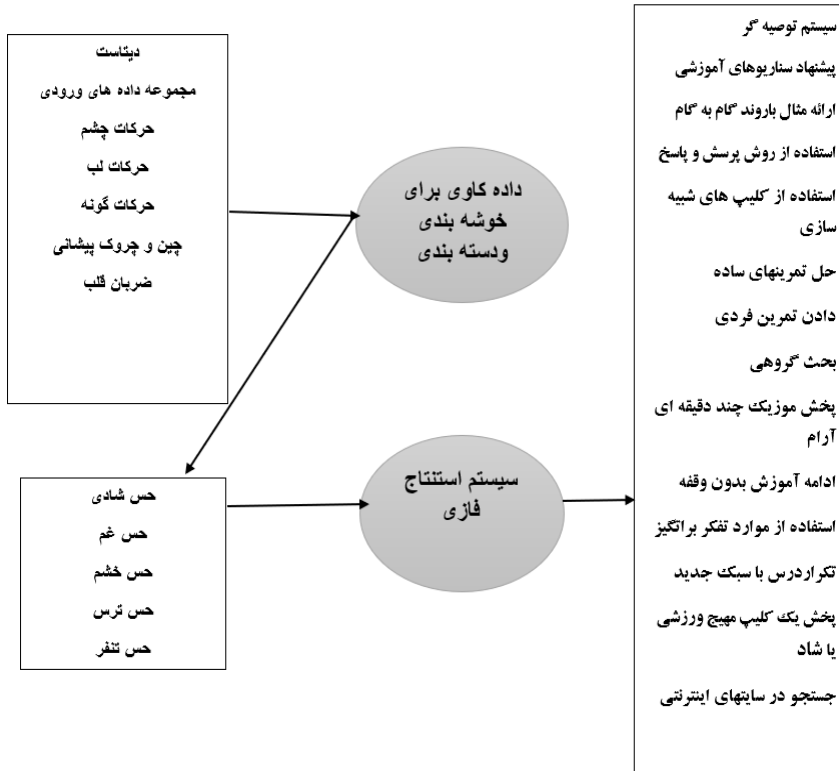 دیتاست
مجموعه داده های ورودی
حرکات چشم
حرکات لب
حرکات گونه
چین و چروک پیشانی
ضربان قلب
داده کاوی برای
خوشه بندی
ودسته بندی
حس شادی
حس غم
حس خشم
حس ترس
حس تنفر
سیستم استنتاج
فازی
سیستم توصیه گر
پیشنهاد سناریوهای آموزشی
ارائه مثال باروند گام به گام
استفاده از روش پرسش و پاسخ
استفاده از کلیپ های شبیه
سازی
حل تمرینهای ساده
دادن تمرین فردی
بحث گروهی
پخش موزیک چند دقیقه ای
آرام
ادامه آموزش بدون وقفه
استفاده از موارد تفکر براتگیز
تکراردرس با سبک جدید
پخش یک کلیپ مهیج ورزشی
یا شاد
جستجو در سایتهای اینترنتی